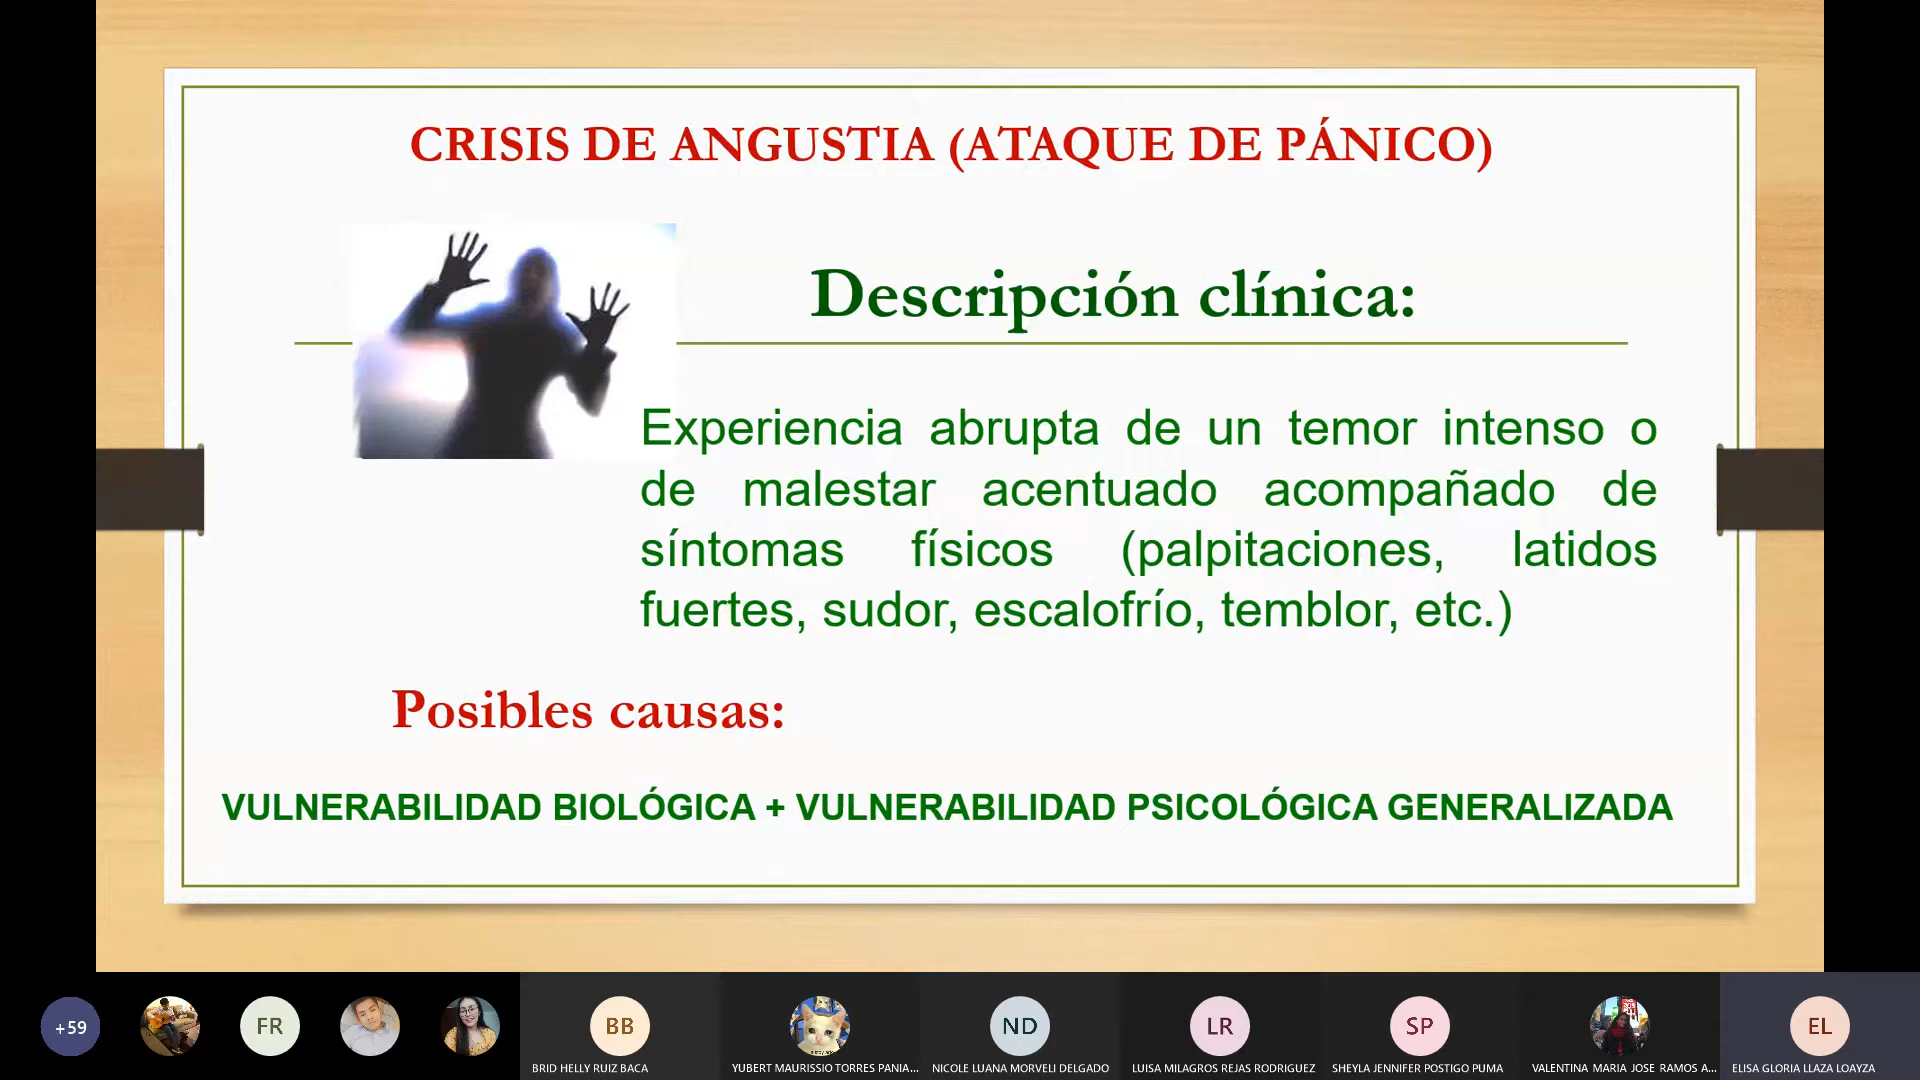 CRISIS DE ANGUSTIA (ATAQUE DE PÁNICO)
Descripción clínica:
Experiencia abrupta de un temor intenso o
de malestar acentuado acompañado de
síntomas físicos (palpitaciones, latidos
fuertes, sudor, escalofrío, temblor, etc.)
Posibles causas:
VULNERABILIDAD BIOLÓGICA + VULNERABILIDAD PSICOLÓGICA GENERALIZADA
+59
FR
BB
ND
LR
SP
EL
BRID HELLY RUIZ BACA
YUBERT MAURISSIO TORRES PANIA...
NICOLE LUANA MORVELI DELGADO
LUISA MILAGROS REJAS RODRIGUEZ
SHEYLA JENNIFER POSTIGO PUMA
VALENTINA MARIA JOSE RAMOS A...
ELISA GLORIA LLAZA LOAYZA